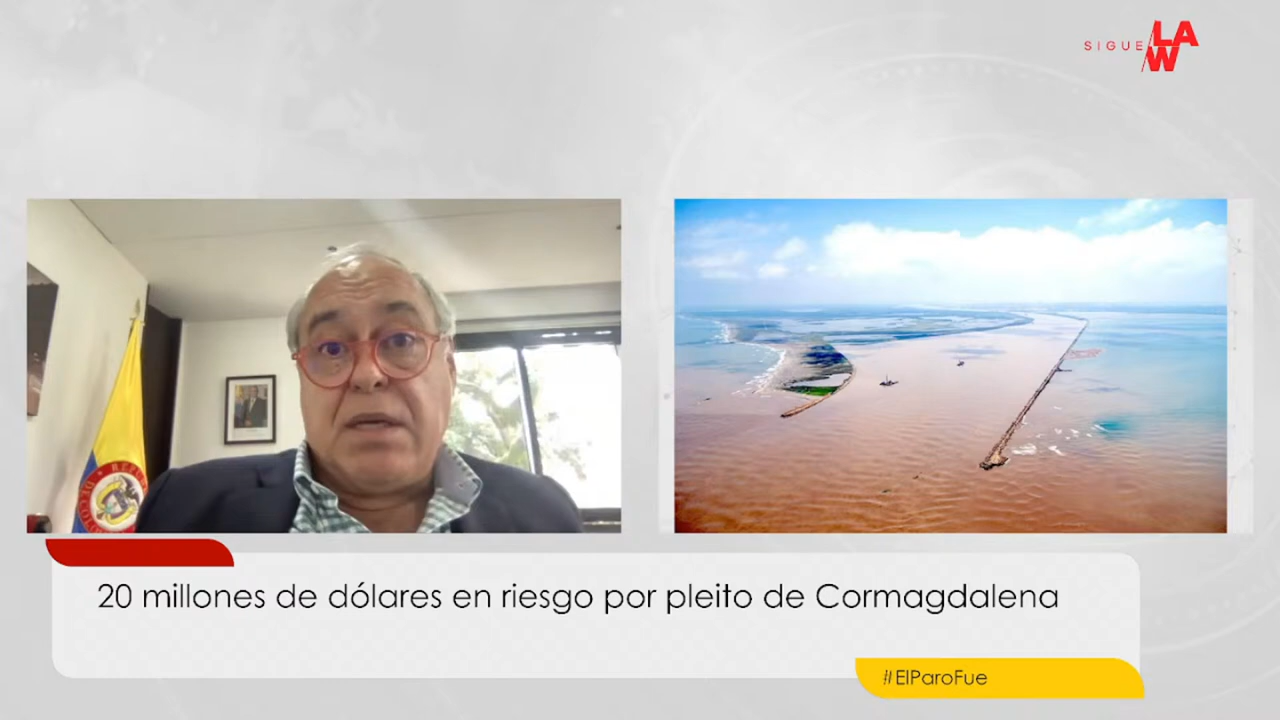 SIGUE LA W
20 millones de dólares en riesgo por pleito de Cormagdalena
#ElParoFue